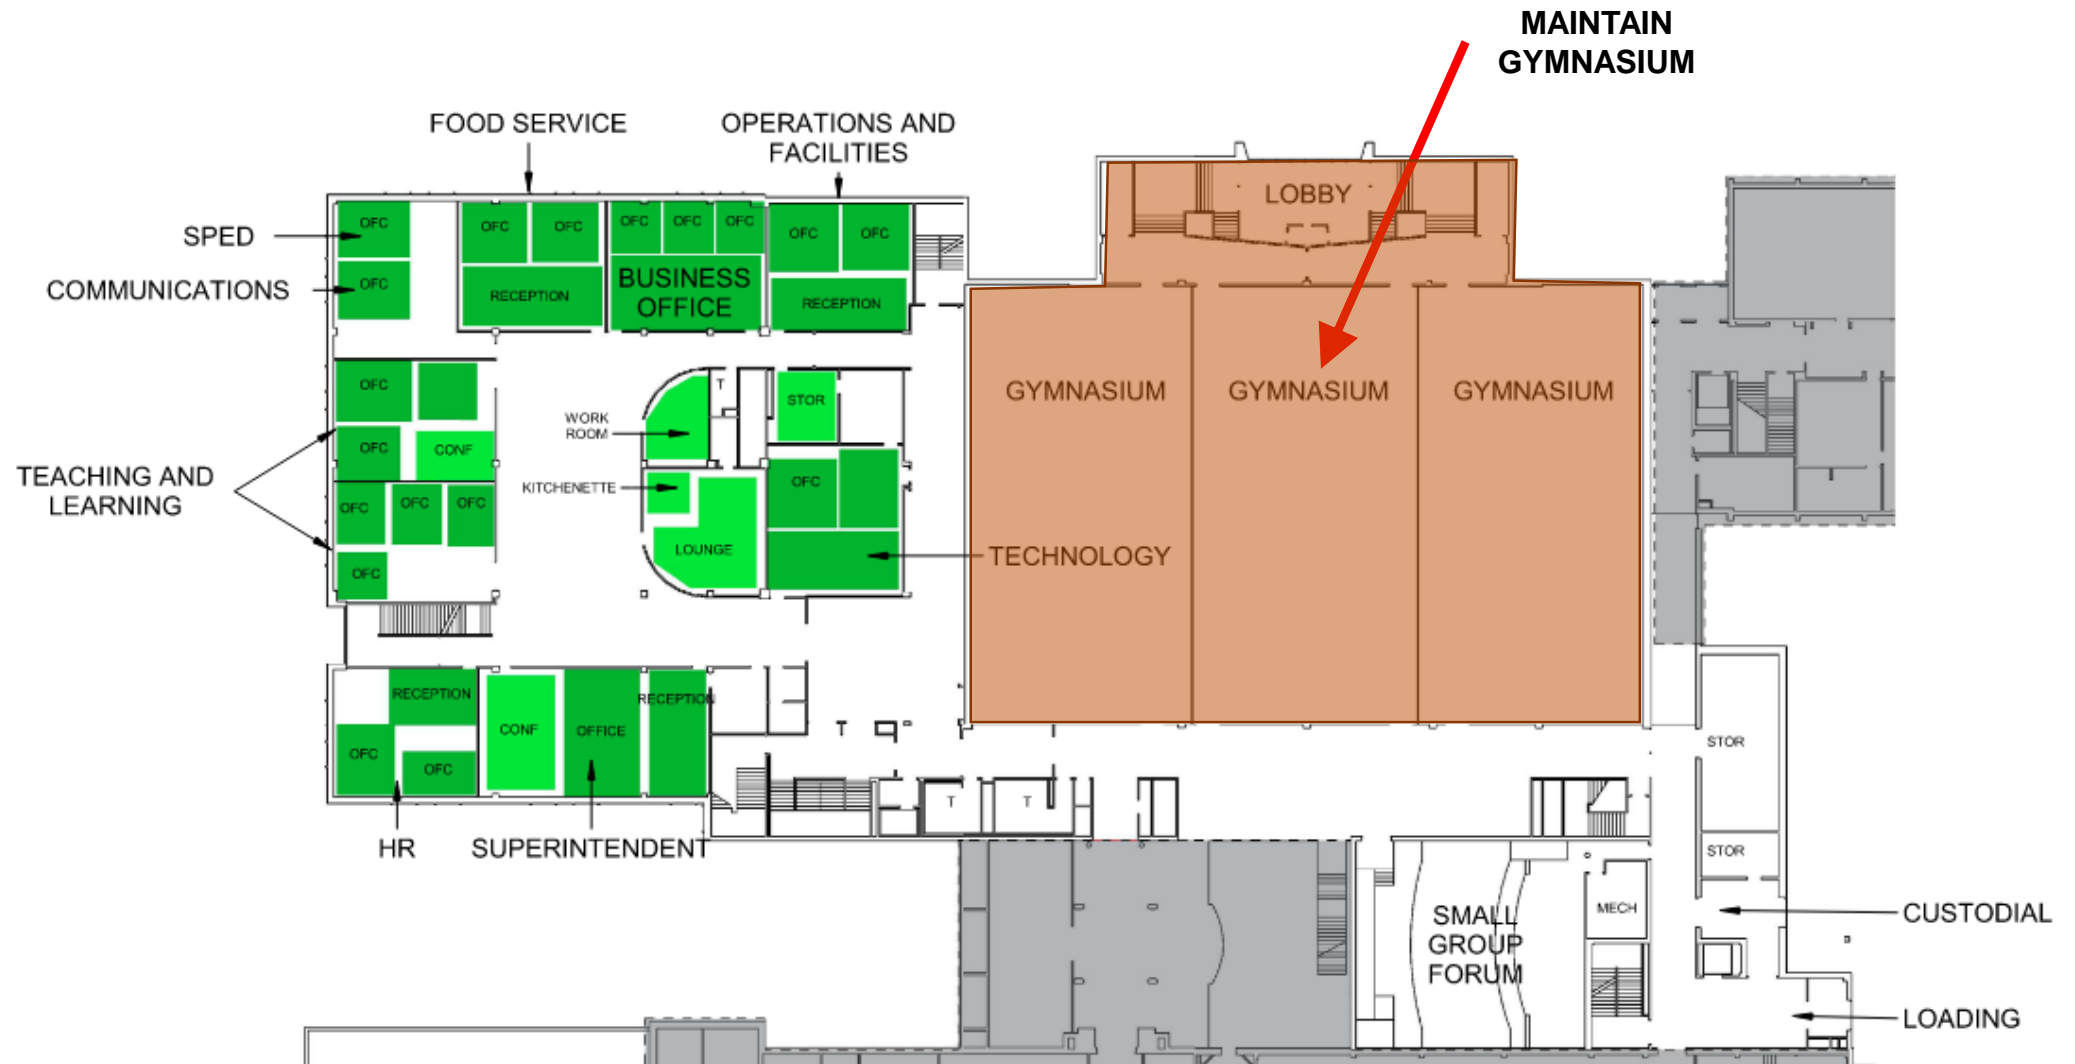 MAINTAIN
GYMNASIUM
FOOD SERVICE
OPERATIONS AND
FACILITIES
LOBBY
SPED
COMMUNICATIONS
OFC
OFC
OFC
OFC
RECEPTION
OFC
OFC
OFC
BUSINESS
OFFICE
OFC
OFC
RECEPTION
GYMNASIUM
GYMNASIUM
GYMNASIUM
TEACHING AND
LEARNING
OFC
OFC
CONF
OFC
OFC
OFC
OFC
WORK
ROOM
T
STOR
KITCHENETTE
LOUNGE
OFC
TECHNOLOGY
RECEPTION
OFC
OFC
CONF
OFFICE
RECEPTION
HR
SUPERINTENDENT
T
T
T
STOR
STOR
SMALL
GROUP
FORUM
MECH
CUSTODIAL
LOADING